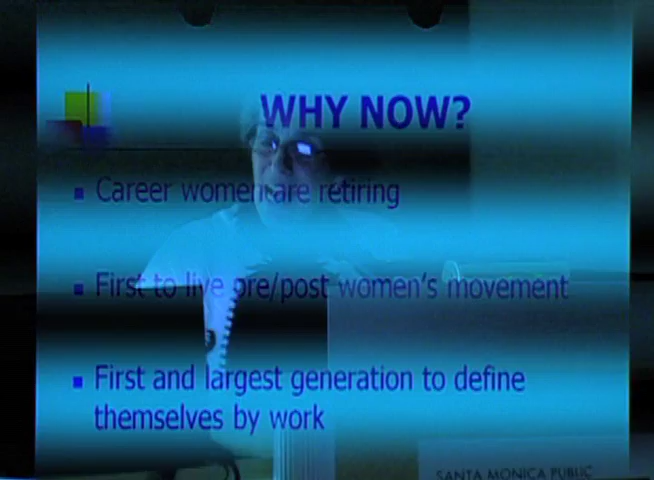 WHY NOW?
Career women are retiring
First to live pre/post women's movement
First and largest generation to define
themselves by work
SANTA MONICA PUBLIC